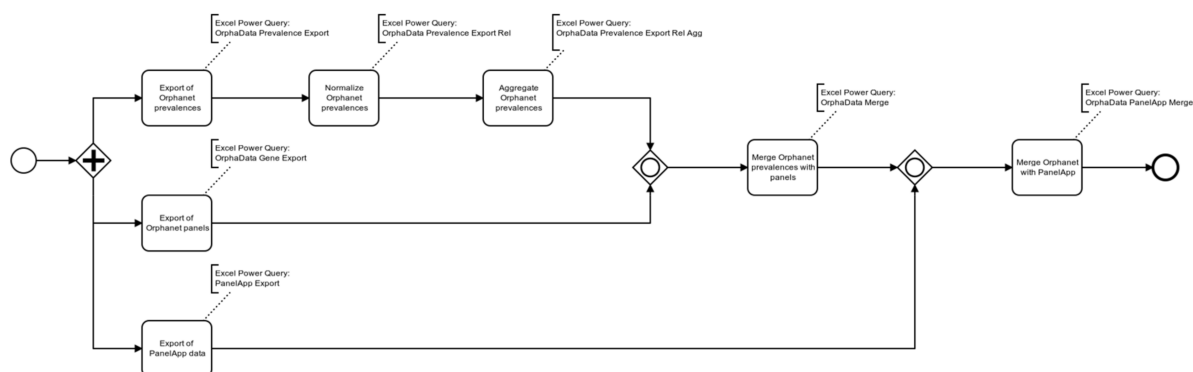 Excel Power Query:
OrphaData Prevalence Export
Excel Power Query:
OrphaData Prevalence Export Rel
Excel Power Query:
OrphaData Prevalence Export Rel Agg
Export of
Orphanet
prevalences
Normalize
Orphanet
prevalences
Aggregate
Orphanet
prevalences
Excel Power Query:
OrphaData Merge
Excel Power Query:
OrphaData PanelApp Merge
Excel Power Query:
OrphaData Gene Export
Merge Orphanet
prevalences with
panels
Merge Orphanet
with PanelApp
Export of
Orphanet panels
Excel Power Query:
PanelApp Export
Export of
PanelApp data